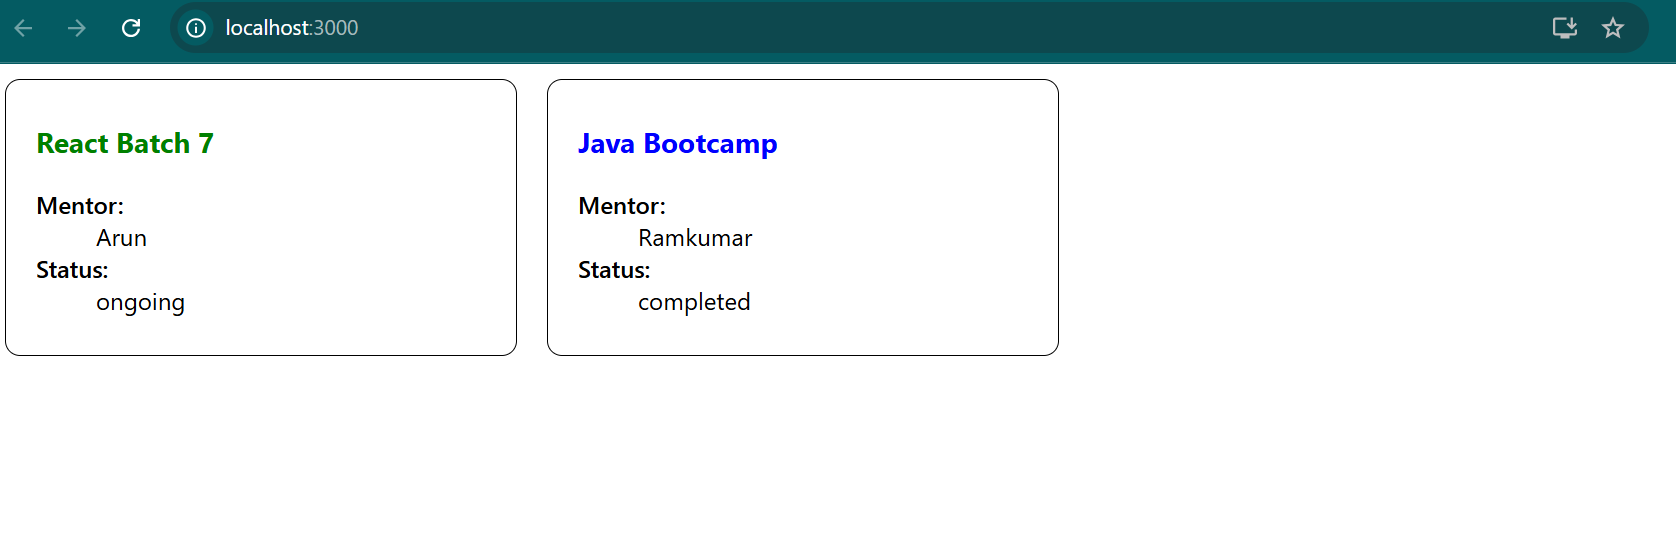 localhost:3000
React Batch 7
Mentor:
Arun
Status:
ongoing
Java Bootcamp
Mentor:
Ramkumar
Status:
completed